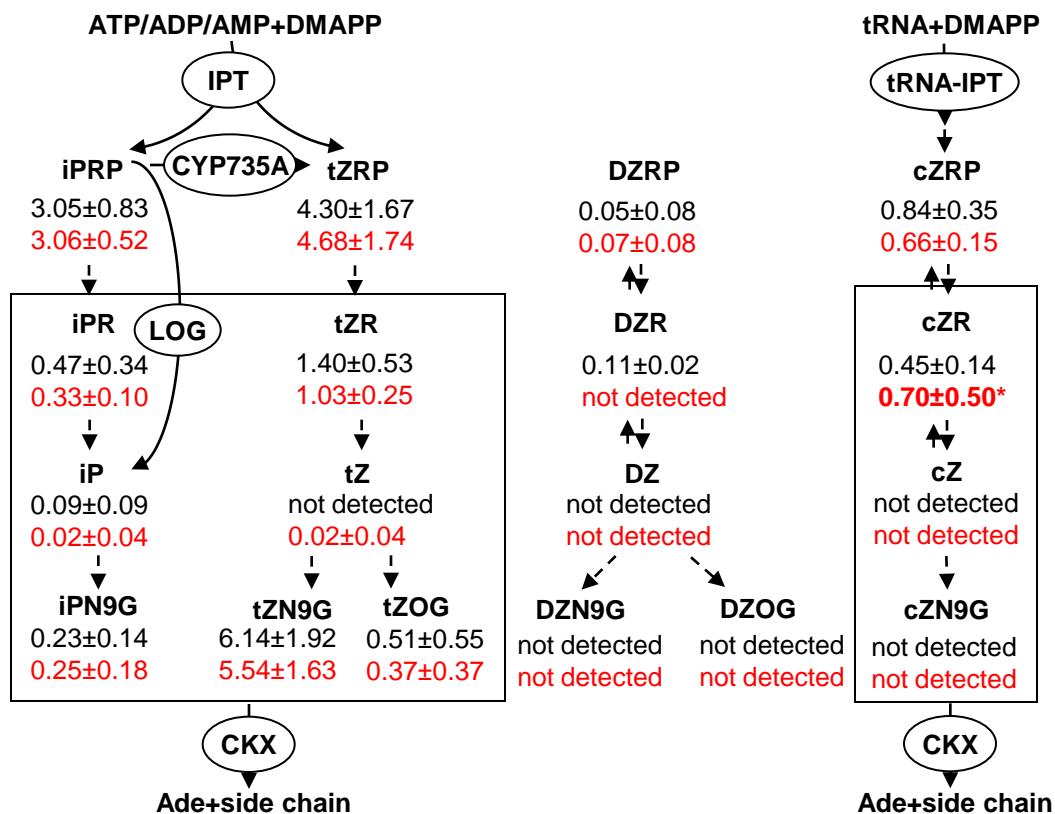 ATP/ADP/AMP+DMAPP
tRNA+DMAPP
IPT
tRNA-IPT
iPRP
CYP735A
tZRP
DZRP
cZRP
3.05±0.83
4.30±1.67
0.05±0.08
0.84±0.35
3.06±0.52
4.68±1.74
0.07±0.08
0.66±0.15
iPR
LOG
tZR
DZR
cZR
0.47±0.34
1.40±0.53
0.11±0.02
0.45±0.14
0.33±0.10
1.03±0.25
not detected
0.70±0.50*
iP
tZ
DZ
cZ
0.09±0.09
not detected
not detected
not detected
0.02±0.04
0.02±0.04
not detected
not detected
iPN9G
tZN9G
tZOG
DZN9G
DZOG
cZN9G
0.23±0.14
6.14±1.92
0.51±0.55
not detected
not detected
not detected
0.25±0.18
5.54±1.63
0.37±0.37
not detected
not detected
not detected
CKX
CKX
Ade+side chain
Ade+side chain